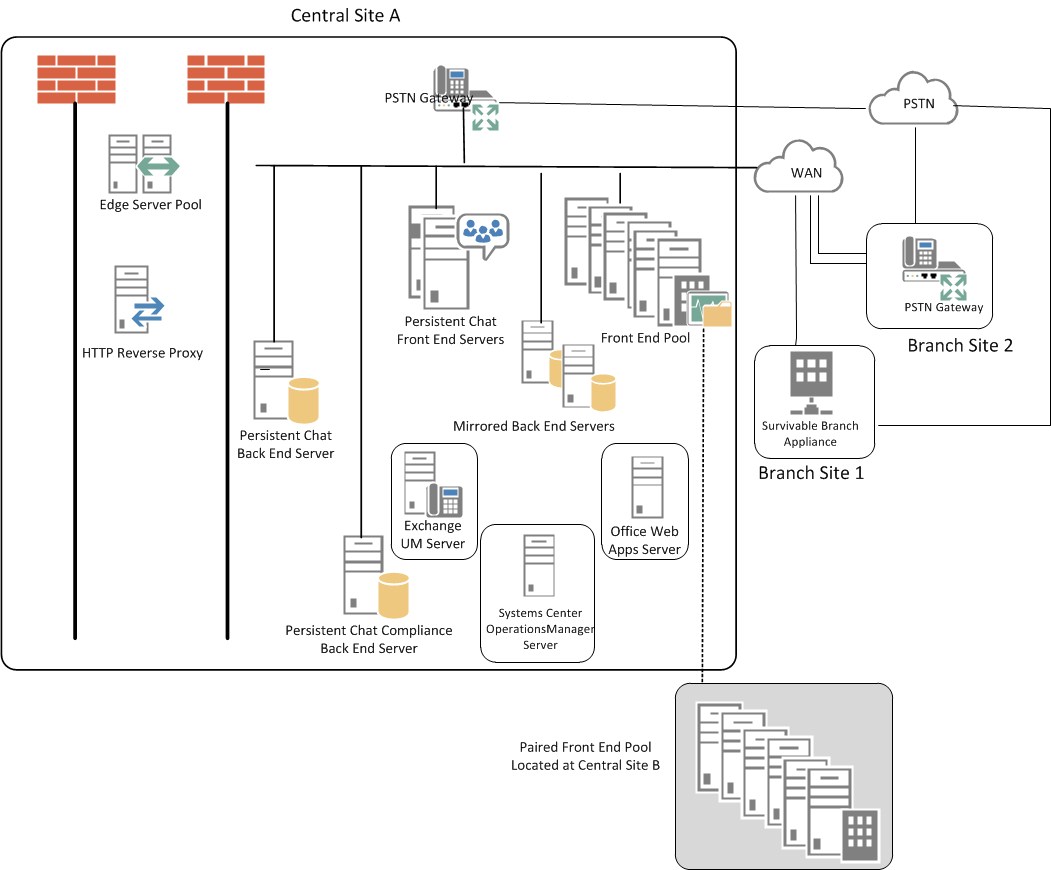 Central Site A
PSTN Gateway
PSTN
WAN
Edge Server Pool
HTTP Reverse Proxy
Persistent Chat
Front End Servers
Front End Pool
PSTN Gateway
Branch Site 2
Persistent Chat
Back End Server
Mirrored Back End Servers
Survivable Branch
Appliance
Branch Site 1
Exchange
UM Server
Office Web
Apps Server
Systems Center
OperationsManager
Server
Persistent Chat Compliance
Back End Server
Paired Front End Pool
Located at Central Site B